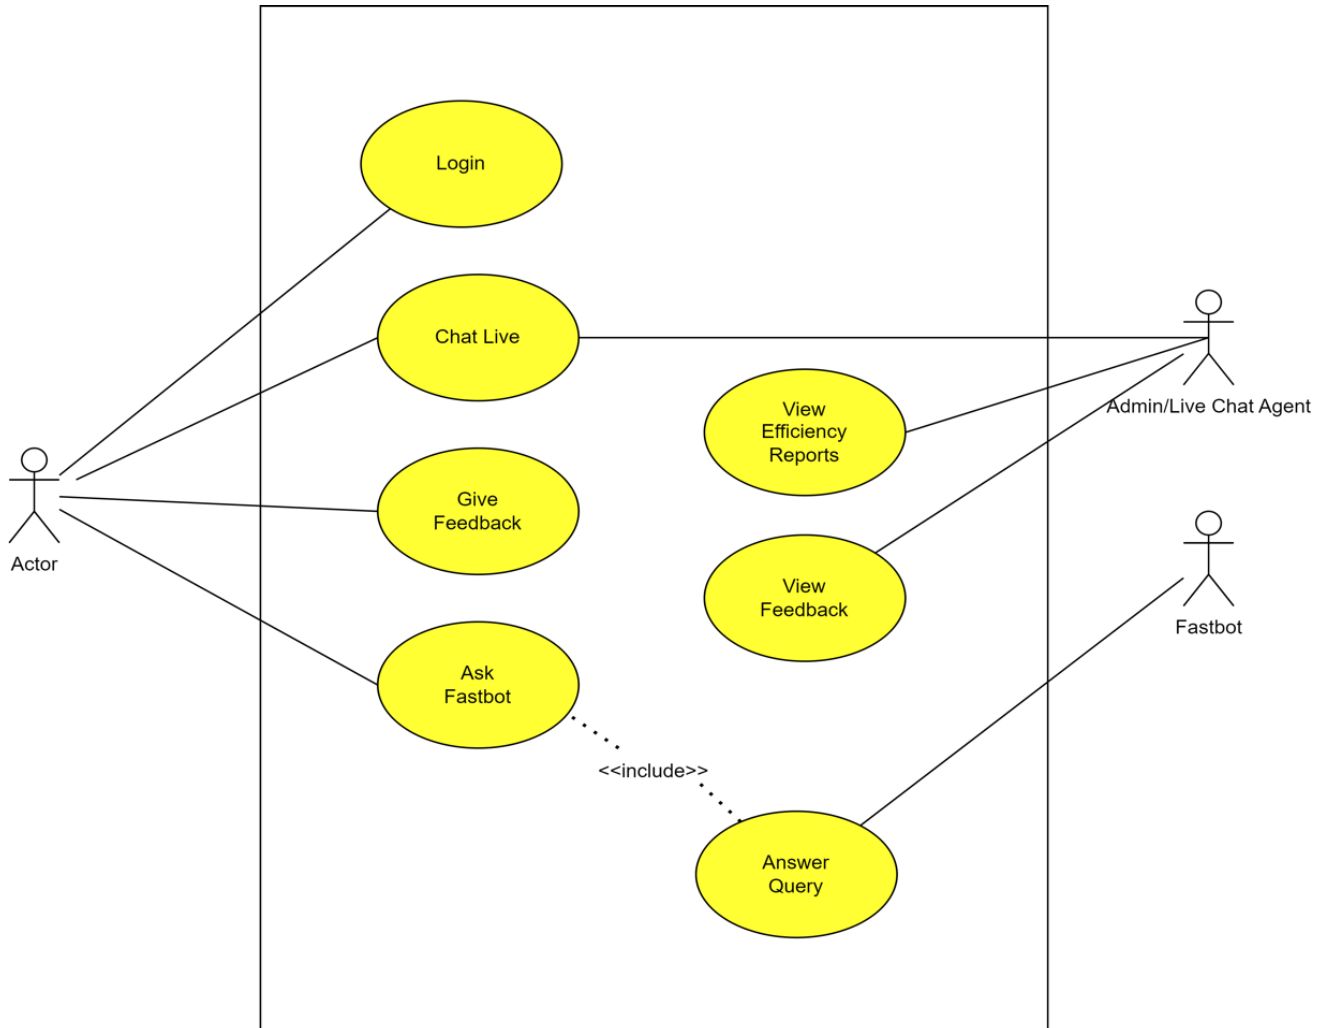 Login
Chat Live
Admin/Live Chat Agent
View
Efficiency
Reports
Give
Feedback
Actor
View
Feedback
Fastbot
Ask
Fastbot
<<include>>
Answer
Query